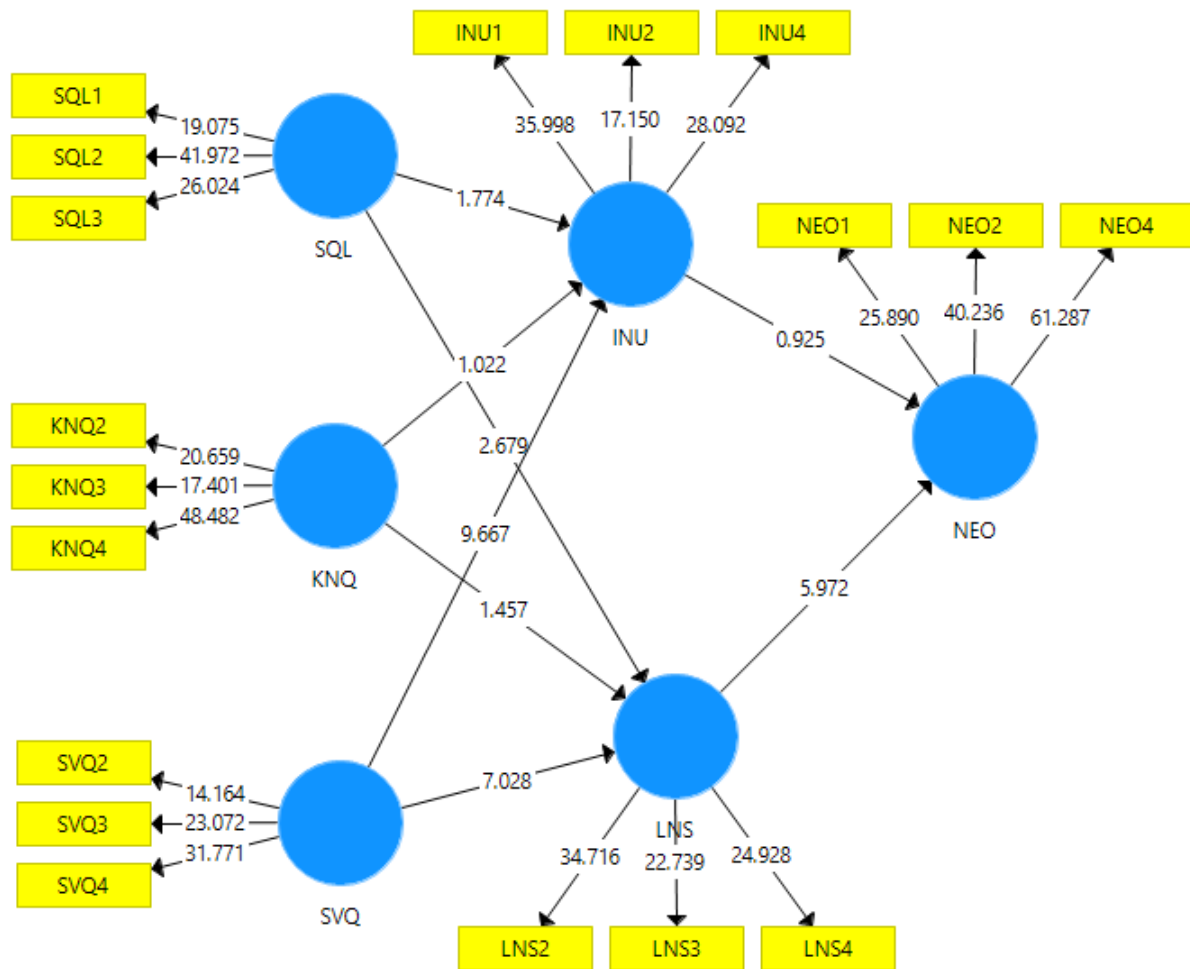 INU1
INU2
INU4
SQL1
SQL2
SQL3
19.075
41.972
26.024
35.998
17.150
28.092
1.774
SQL
INU
NEO1
NEO2
NEO4
25.890
40.236
61.287
0.925
1.022
KNQ2
KNQ3
KNQ4
20.659
17.401
48.482
2.679
9.667
KNQ
NEO
1.457
5.972
SVQ2
SVQ3
SVQ4
14.164
23.072
31.771
7.028
SVQ
LNS
34.716
22.739
24.928
LNS2
LNS3
LNS4